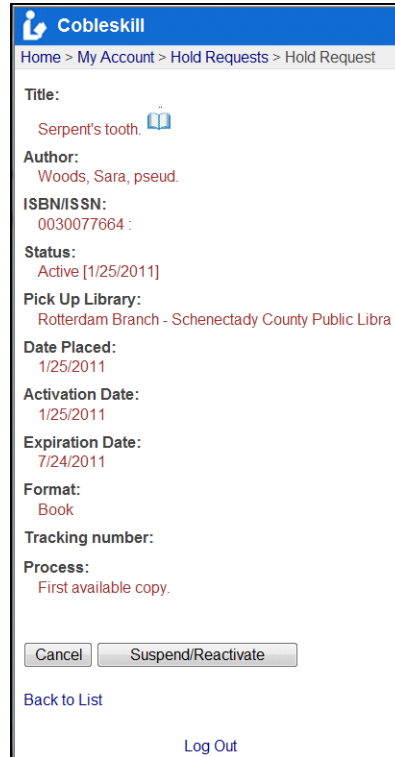 Cobleskill
Home > My Account > Hold Requests > Hold Request
Title:
Serpent's tooth.
Author:
Woods, Sara, pseud.
ISBN/ISSN:
0030077664 :
Status:
Active [1/25/2011]
Pick Up Library:
Rotterdam Branch - Schenectady County Public Libra
Date Placed:
1/25/2011
Activation Date:
1/25/2011
Expiration Date:
7/24/2011
Format:
Book
Tracking number:
Process:
First available copy.
Cancel Suspend/Reactivate
Back to List
Log Out